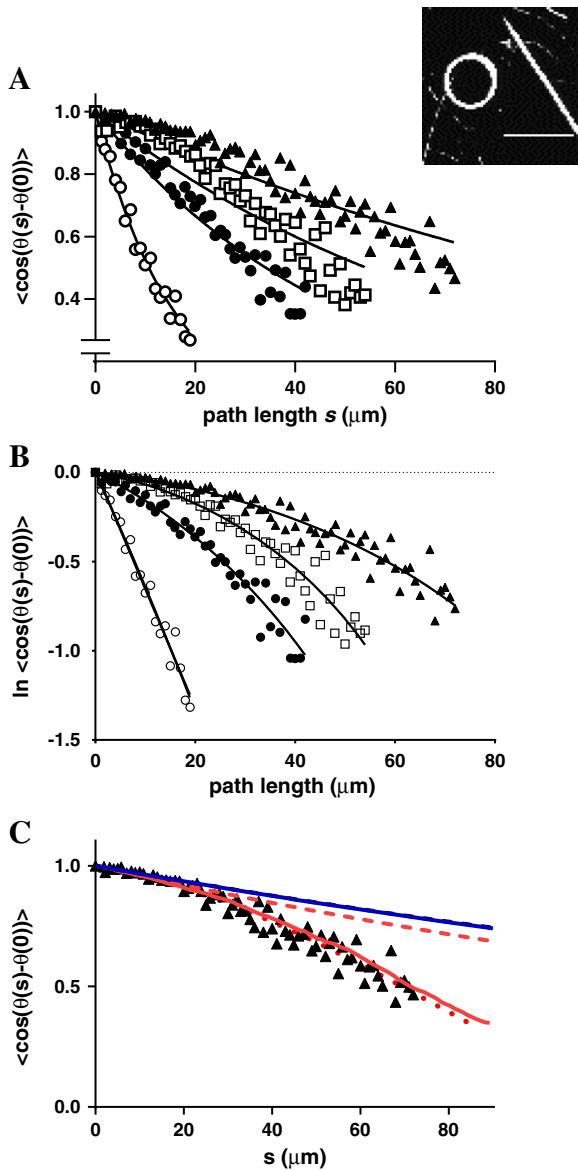 A
1.0
0.8
0.6
0.4
<cos(θ(s)-θ(0))>
0 20 40 60 80
path length s (μm)
B
0.0
-0.5
-1.0
-1.5
ln <cos(θ(s)-θ(0))>
0 20 40 60 80
path length (μm)
C
1.0
0.5
0.0
<cos(θ(s)-θ(0))>
0 20 40 60 80
s (μm)